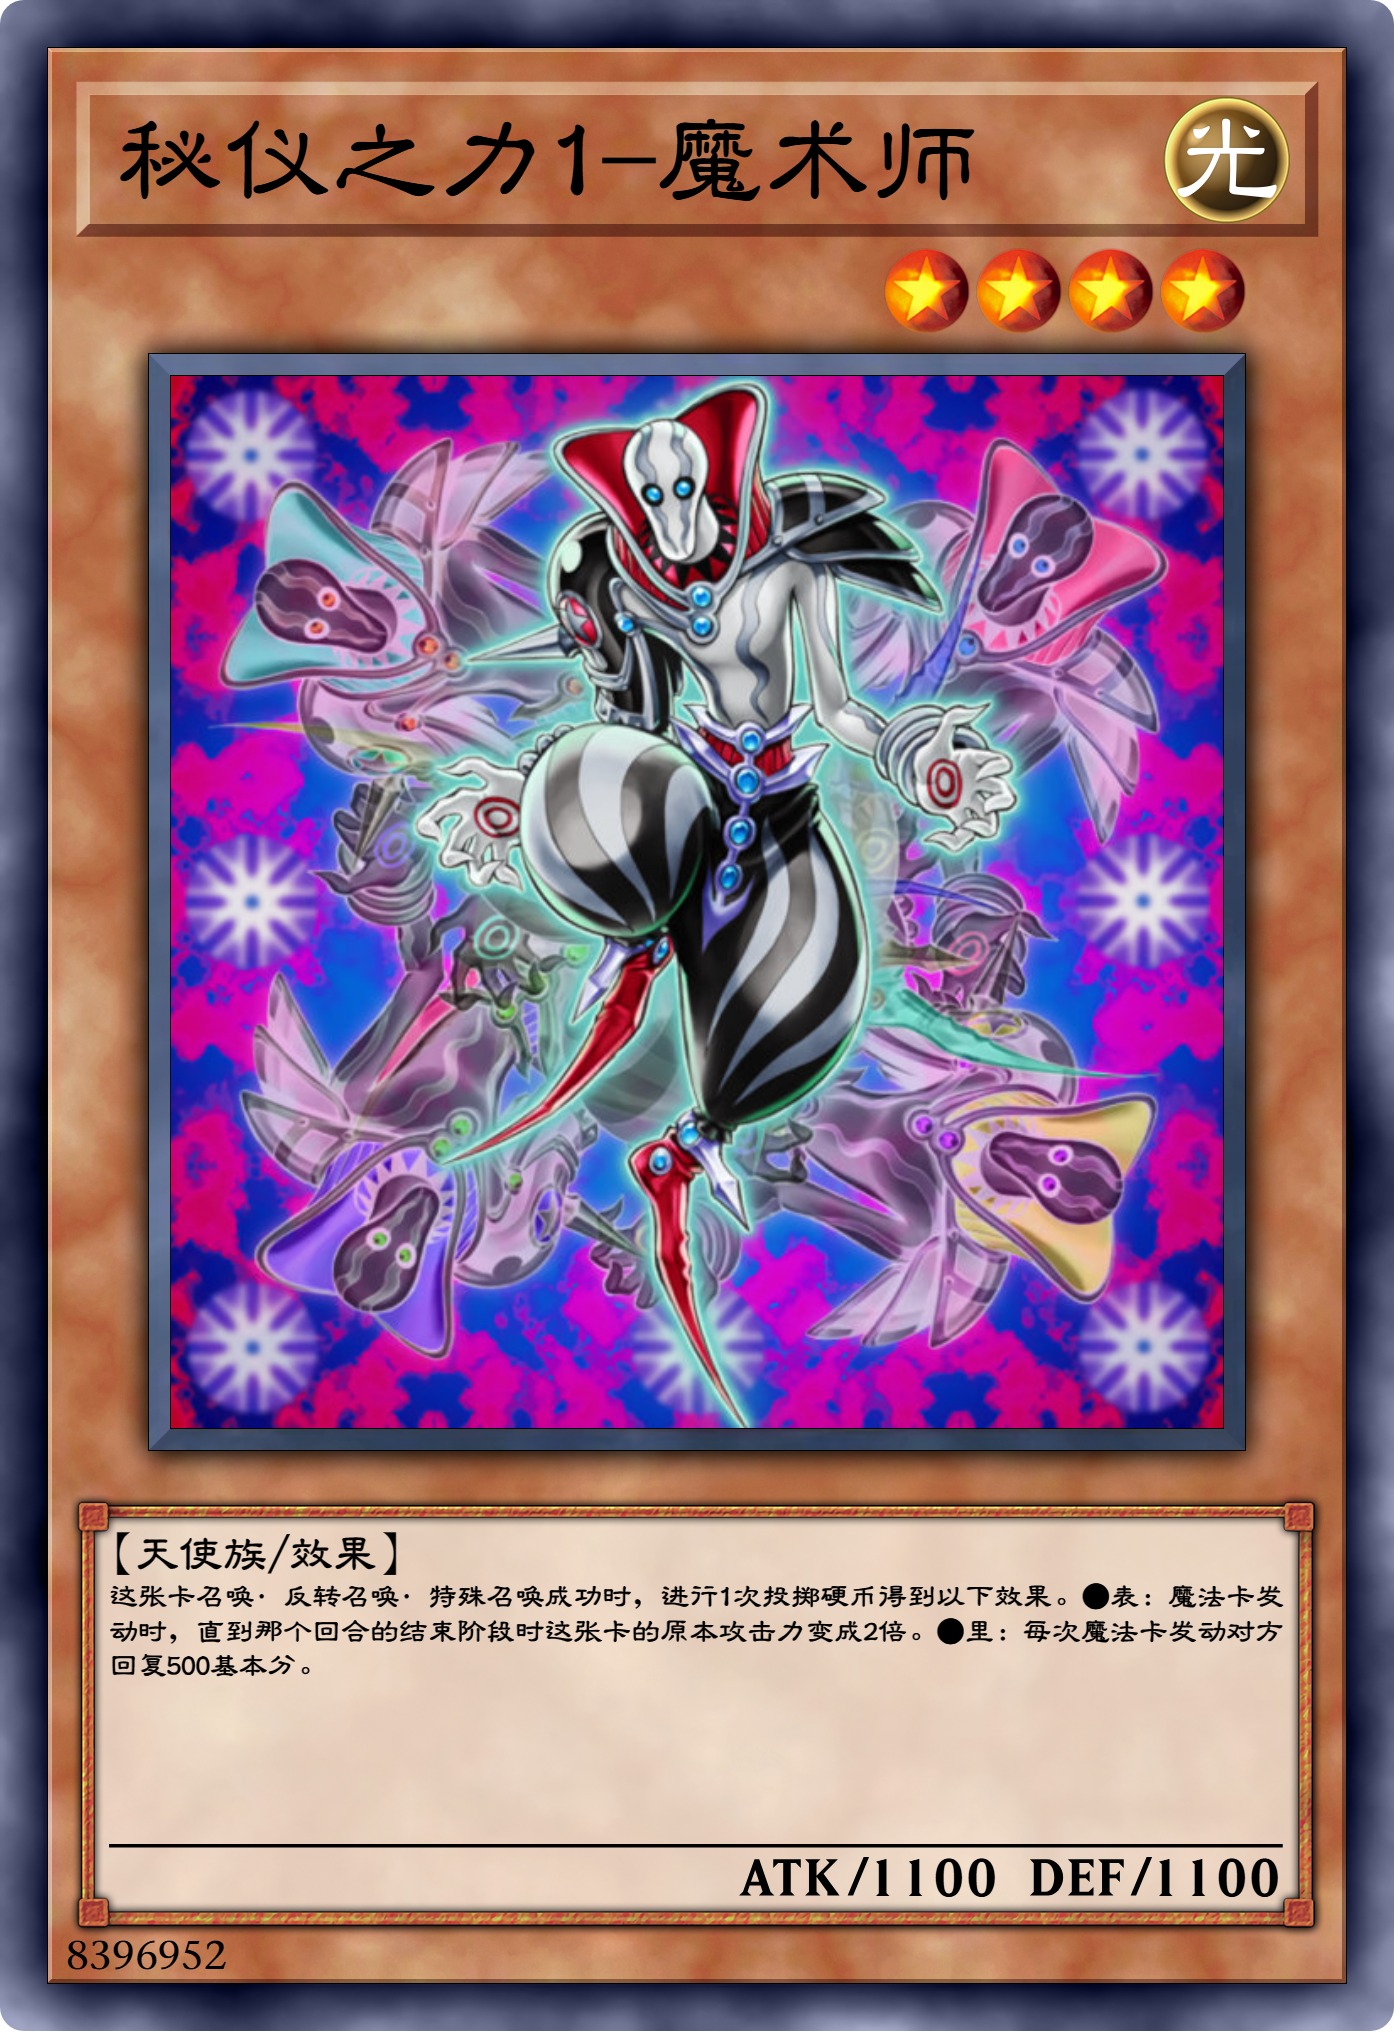 秘仪之力1-魔术师
光
【天使族/效果】
这张卡召唤·反转召唤·特殊召唤成功时，进行1次投掷硬币得到以下效果。●表：魔法卡发
动时，直到那个回合的结束阶段时这张卡的原本攻击力变成2倍。●里：每次魔法卡发动对方
回复500基本分。
ATK/1100 DEF/1100
8396952